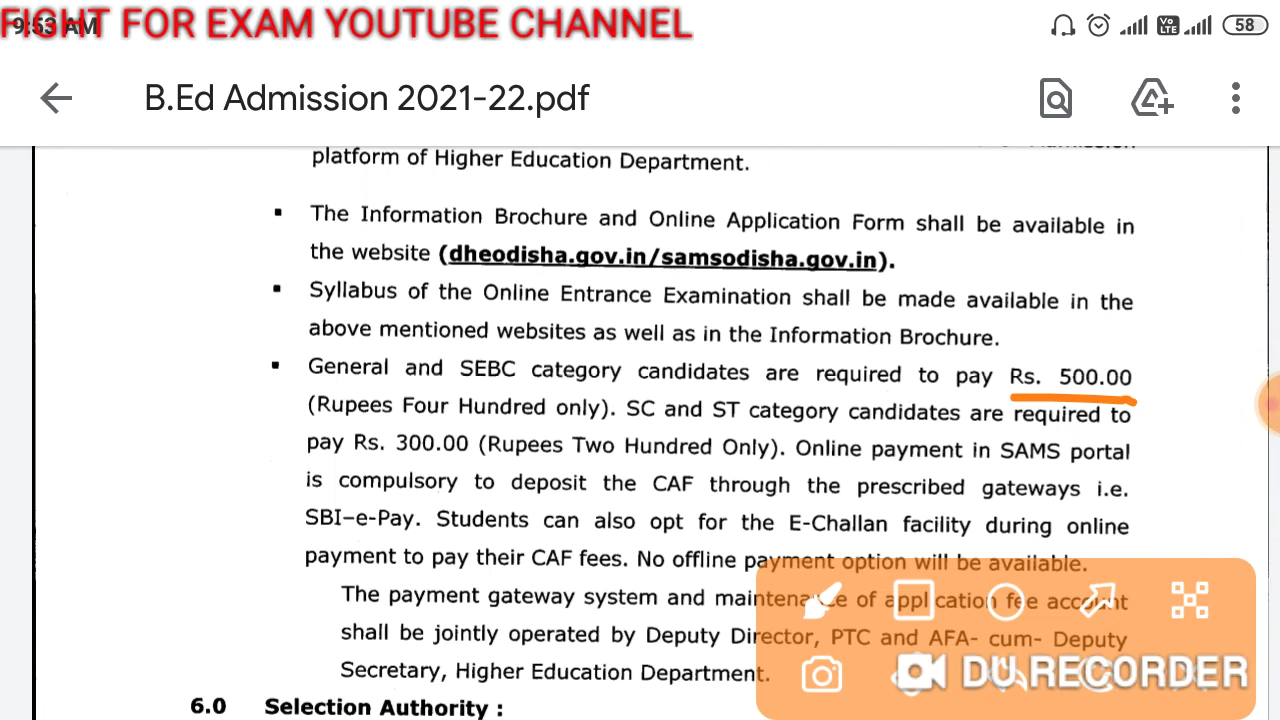 FIGHT FOR EXAM YOUTUBE CHANNEL
9:53 AM
Vo LTE
58
B.Ed Admission 2021-22.pdf
platform of Higher Education Department.
▪ The Information Brochure and Online Application Form shall be available in
the website (dheodisha.gov.in/samsodisha.gov.in).
▪ Syllabus of the Online Entrance Examination shall be made available in the
above mentioned websites as well as in the Information Brochure.
▪ General and SEBC category candidates are required to pay Rs. 500.00
(Rupees Four Hundred only). SC and ST category candidates are required to
pay Rs. 300.00 (Rupees Two Hundred Only). Online payment in SAMS portal
is compulsory to deposit the CAF through the prescribed gateways i.e.
SBI–e-Pay. Students can also opt for the E-Challan facility during online
payment to pay their CAF fees. No offline payment option will be available.
The payment gateway system and maintenance of application fee account
shall be jointly operated by Deputy Director, PTC and AFA- cum- Deputy
Secretary, Higher Education Department.
DU RECORDER
6.0 Selection Authority :